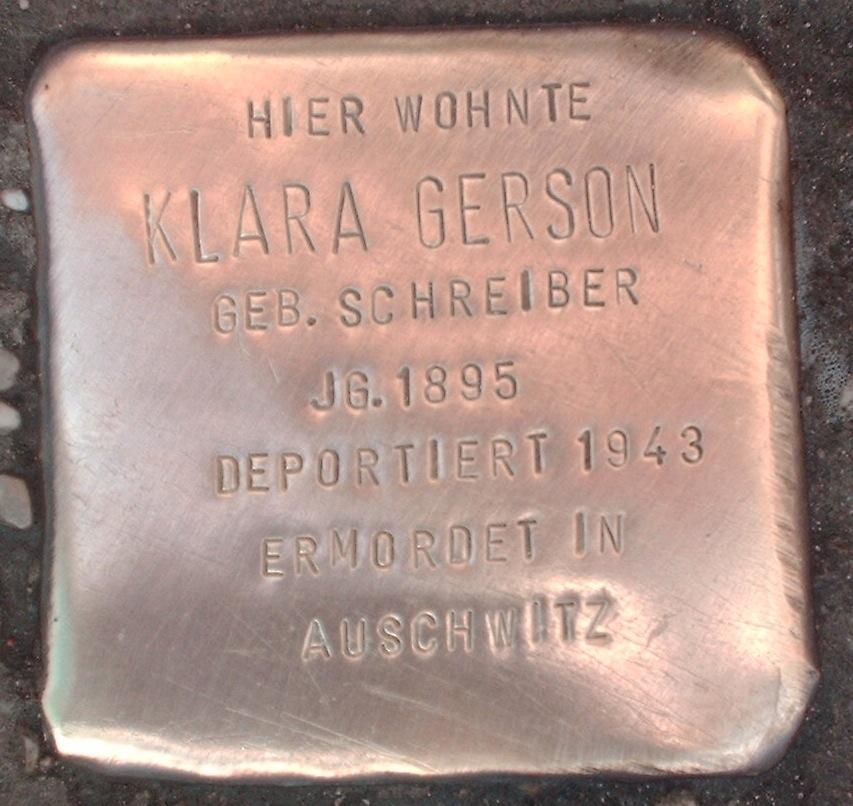 HIER WOHNTE
KLARA GERSON
GEB. SCHREIBER
JG. 1895
DEPORTIERT 1943
ERMORDET IN
AUSCHWITZ